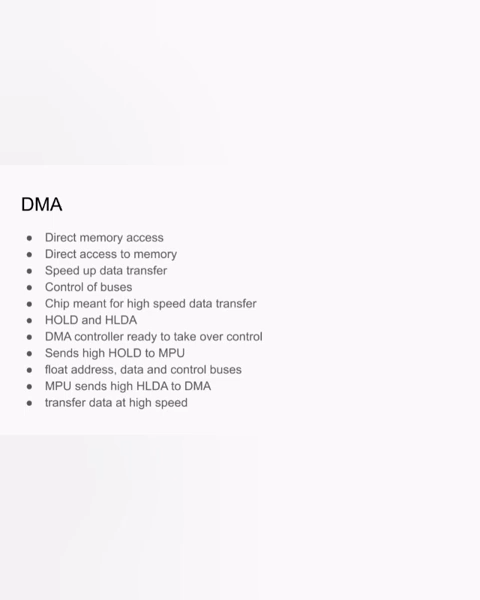 DMA
● Direct memory access
● Direct access to memory
● Speed up data transfer
● Control of buses
● Chip meant for high speed data transfer
● HOLD and HLDA
● DMA controller ready to take over control
● Sends high HOLD to MPU
● float address, data and control buses
● MPU sends high HLDA to DMA
● transfer data at high speed